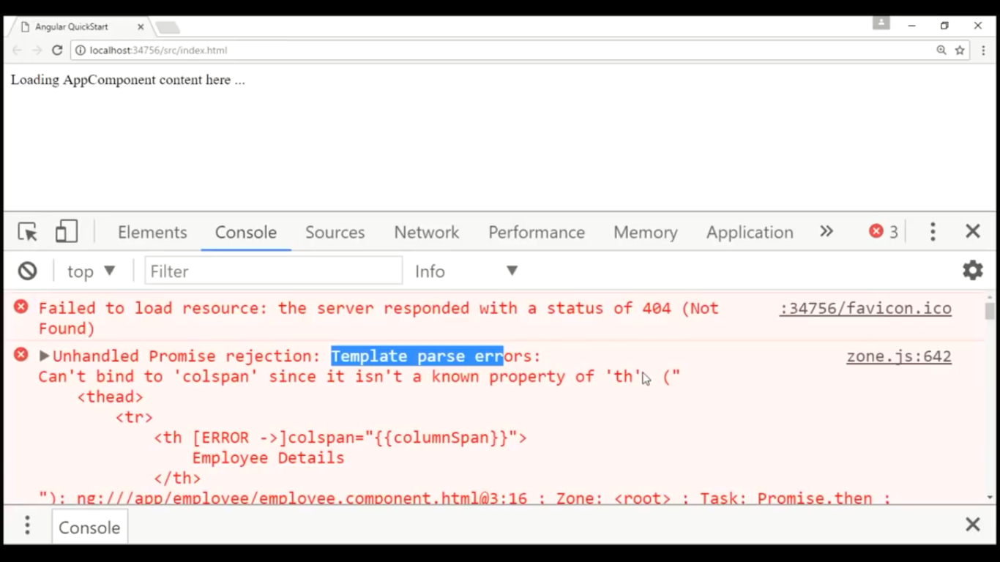 Angular QuickStart
localhost:34756/src/index.html
Loading AppComponent content here ...
Elements Console Sources Network Performance Memory Application 3
top Filter Info
Failed to load resource: the server responded with a status of 404 (Not :34756/favicon.ico
Found)
Unhandled Promise rejection: Template parse errors: zone.js:642
Can't bind to 'colspan' since it isn't a known property of 'th'. ("
<thead>
<tr>
<th [ERROR ->]colspan="{{columnSpan}}">
Employee Details
</th>
"): ng:///app/employee/employee.component.html@3:16 ; Zone: <root> ; Task: Promise.then ;
Console